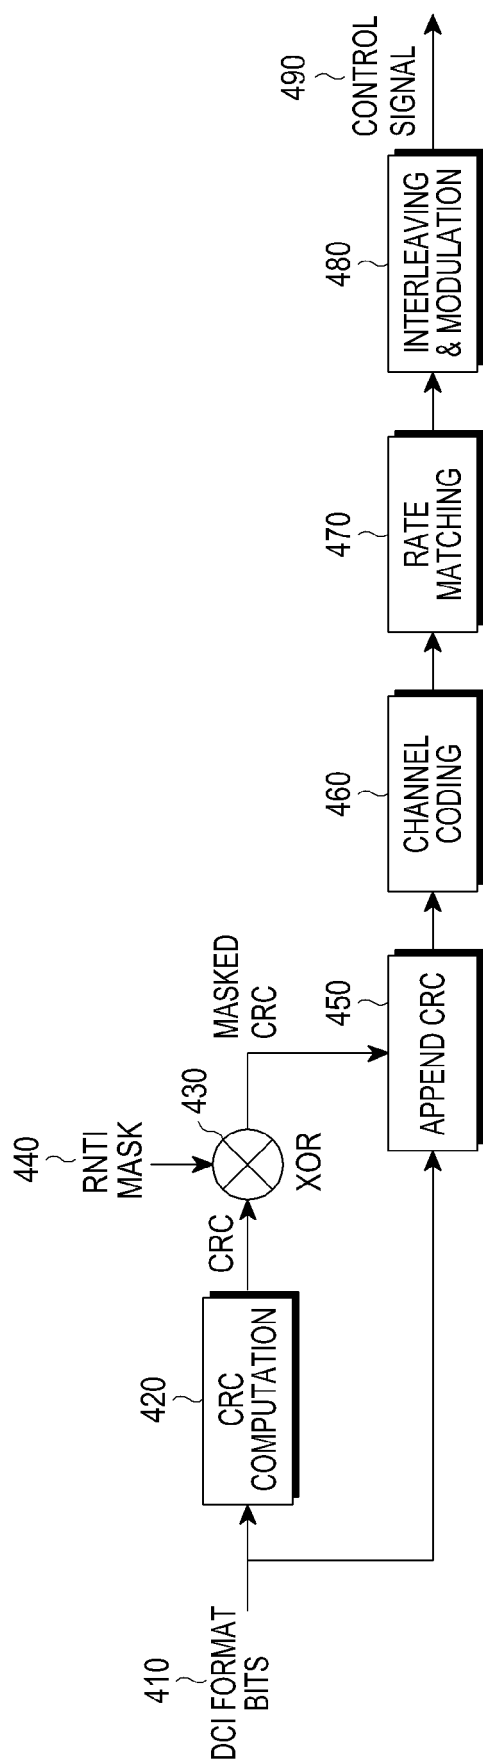 410
DCI FORMAT
BITS
420
CRC
COMPUTATION
CRC
440
RNTI
MASK
430
XOR
MASKED
CRC
450
APPEND CRC
460
CHANNEL
CODING
470
RATE
MATCHING
480
INTERLEAVING
& MODULATION
490
CONTROL
SIGNAL